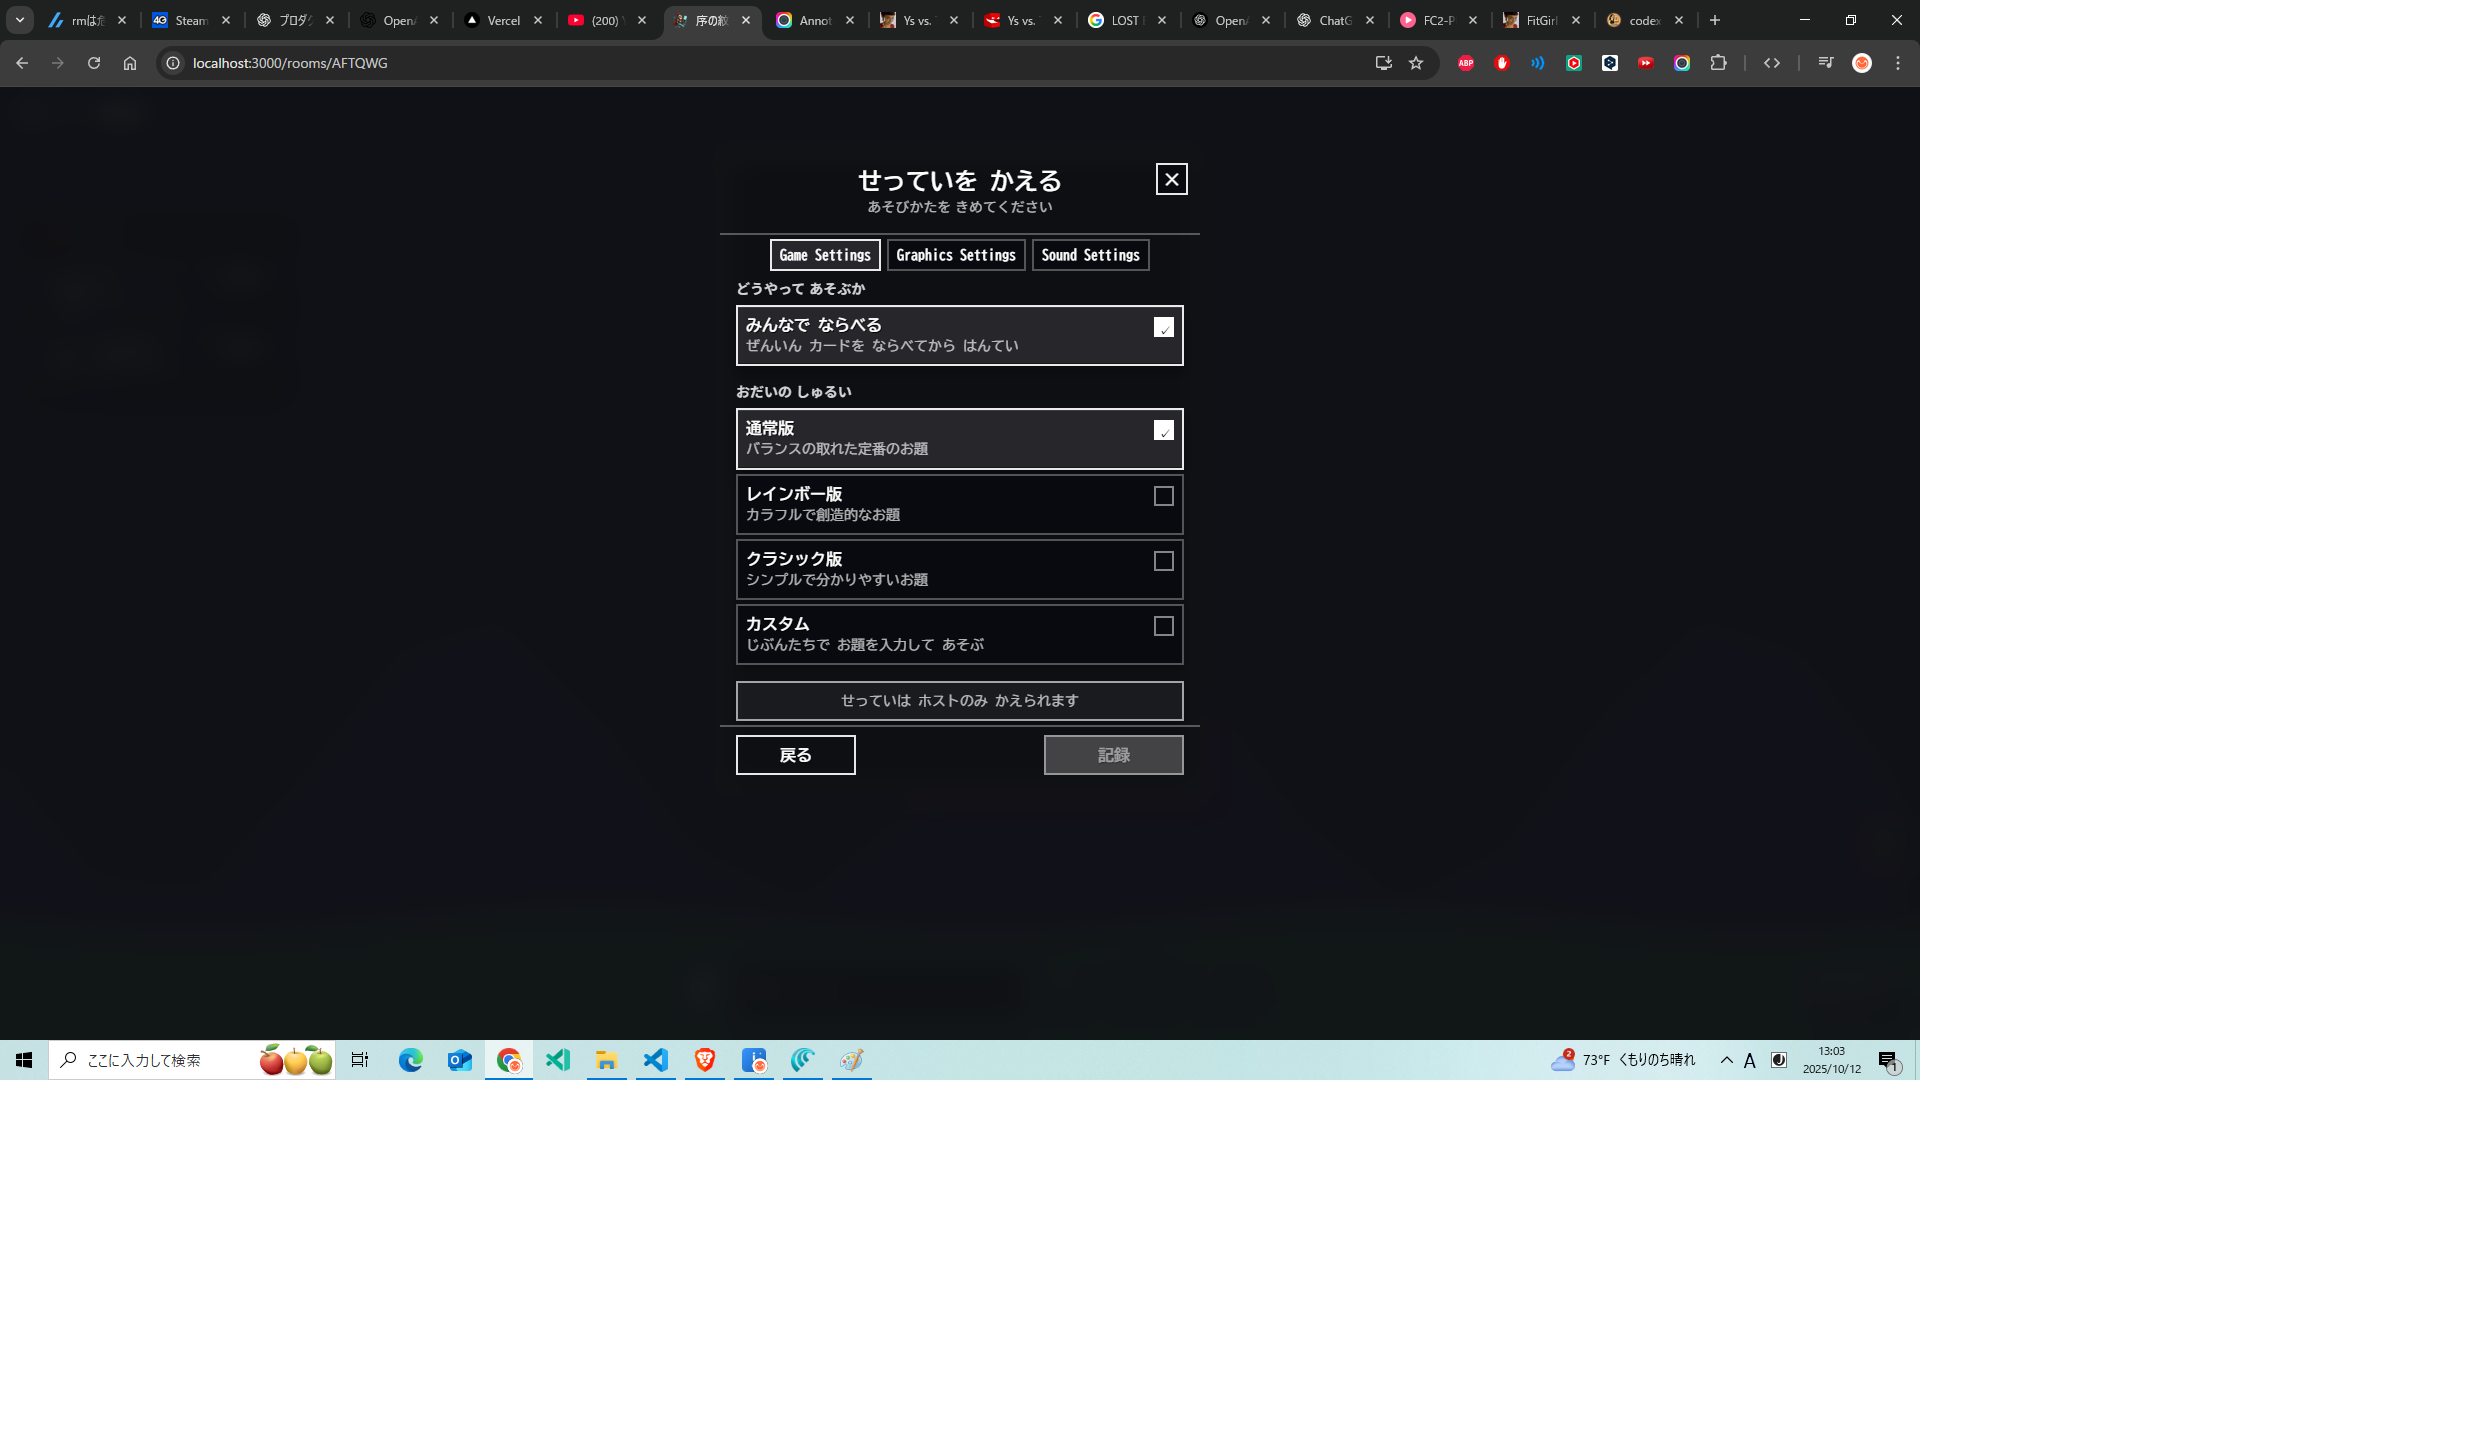 rmは危
Steam
プロダク
OpenA
Vercel
(200) Y
序の紋
Annot
Ys vs.
Ys vs.
LOST
OpenA
ChatG
FC2-P
FitGirl
codex
localhost:3000/rooms/AFTQWG
ABP
せっていを かえる
あそびかたを きめてください
Game Settings
Graphics Settings
Sound Settings
どうやって あそぶか
みんなで ならべる
ぜんいん カードを ならべてから はんてい
おだいの しゅるい
通常版
バランスの取れた定番のお題
レインボー版
カラフルで創造的なお題
クラシック版
シンプルで分かりやすいお題
カスタム
じぶんたちで お題を入力して あそぶ
せっていは ホストのみ かえられます
戻る
記録
ここに入力して検索
2
73°F くもりのち晴れ
A
13:03
2025/10/12
1